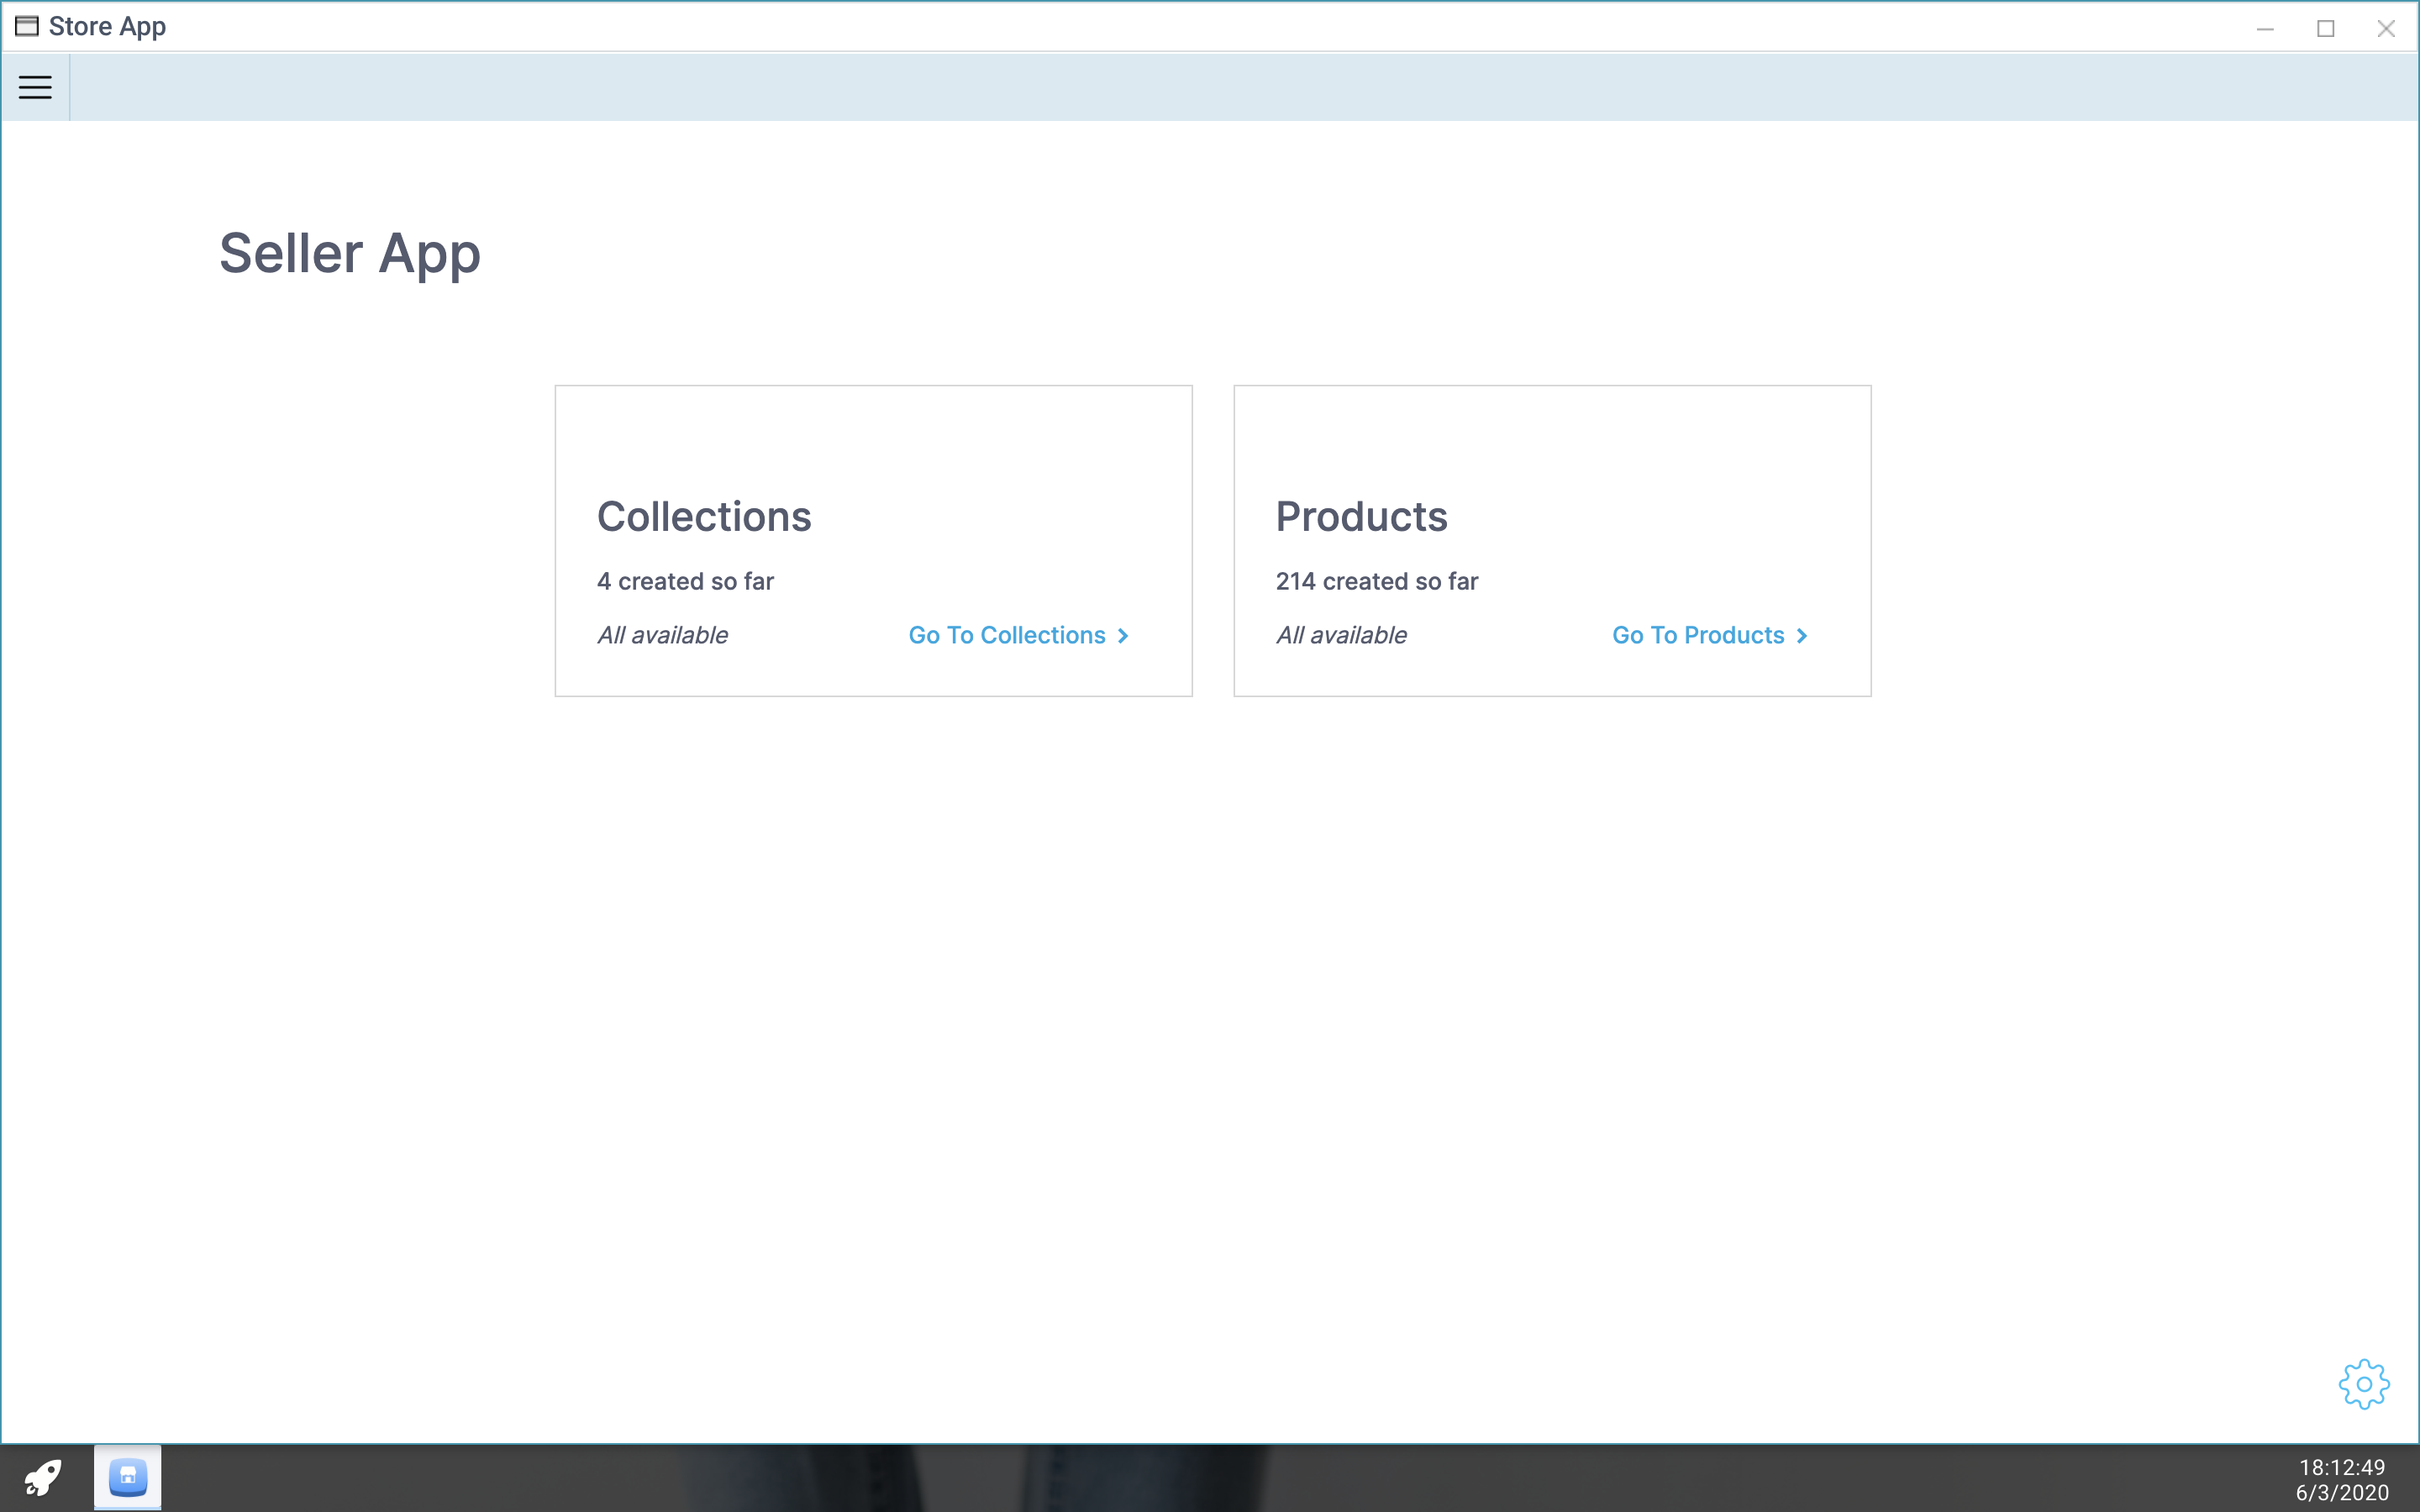 Store App
Seller App
Collections
4 created so far
All available
Go To Collections
Products
214 created so far
All available
Go To Products
18:12:49
6/3/2020